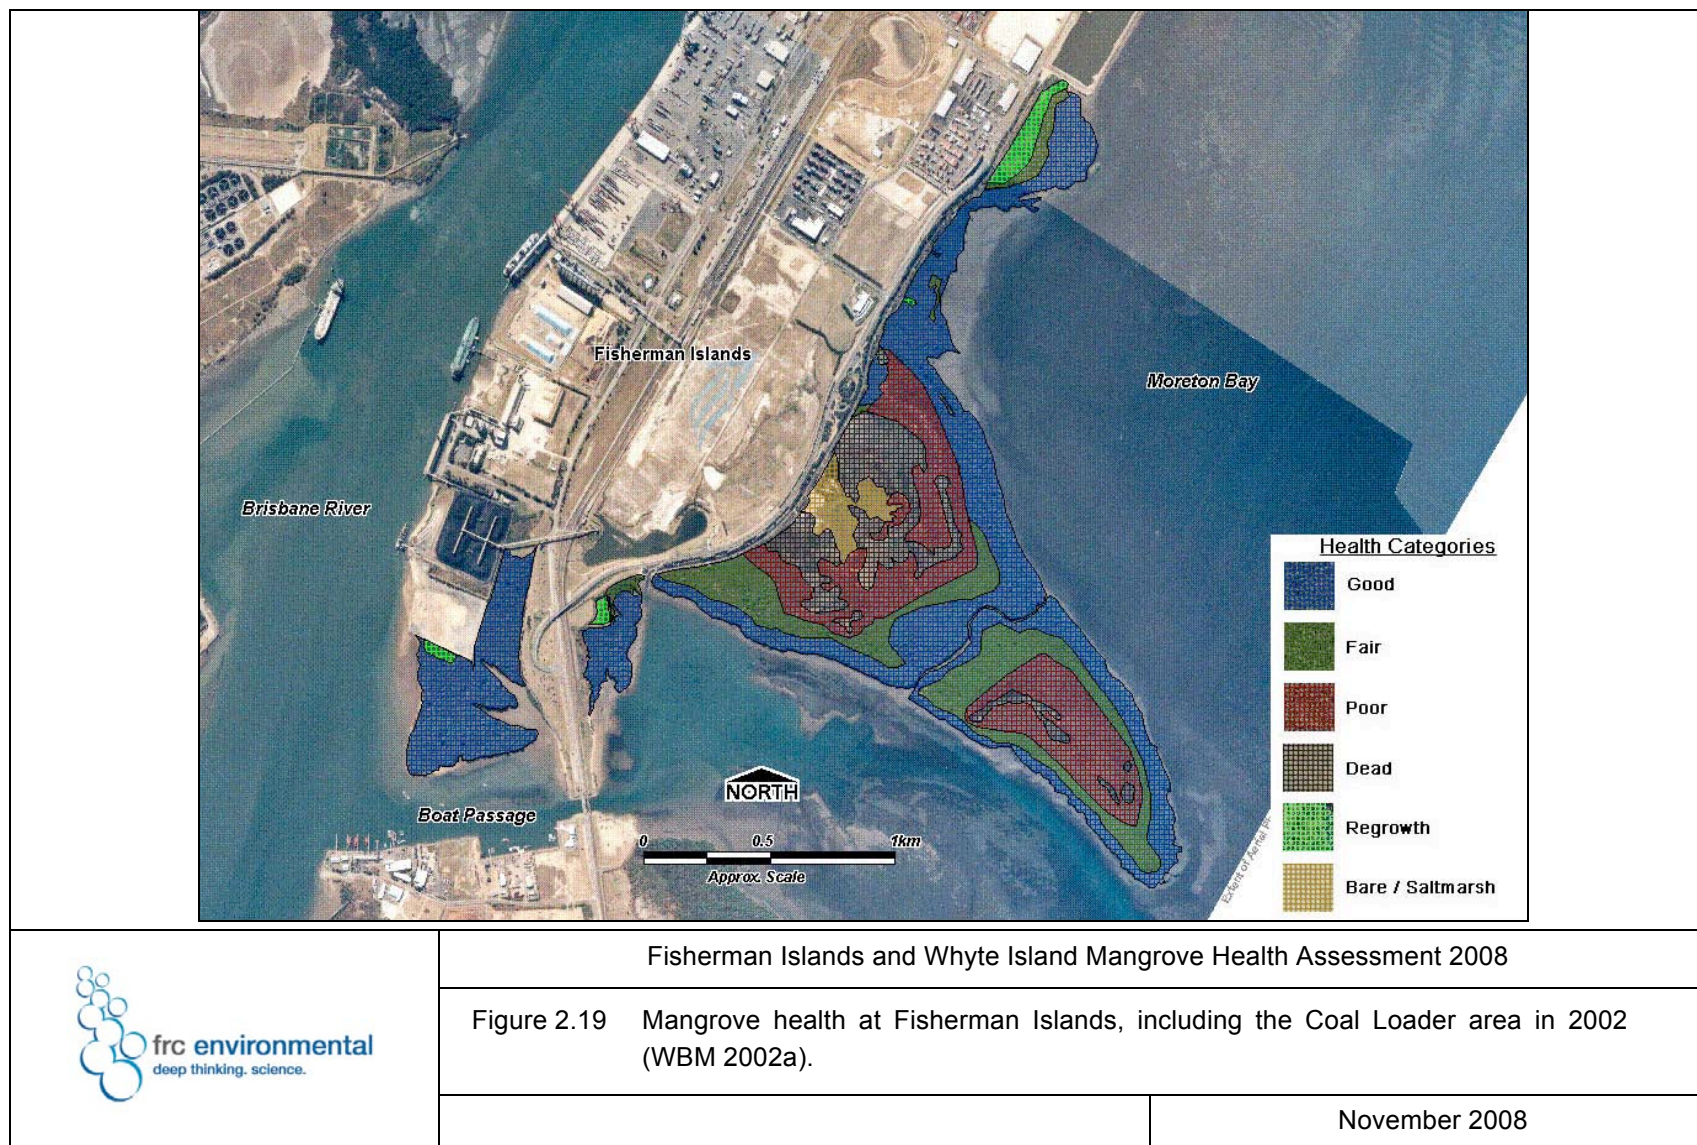 Fisherman Islands
Moreton Bay
Brisbane River
Health Categories
Good
Fair
Poor
Dead
Regrowth
Bare / Saltmarsh
NORTH
Boat Passage
0 0.5 1km
Approx. Scale
Extent of Aerial
Fisherman Islands and Whyte Island Mangrove Health Assessment 2008
frc environmental
deep thinking. science.
Figure 2.19 Mangrove health at Fisherman Islands, including the Coal Loader area in 2002
(WBM 2002a).
November 2008